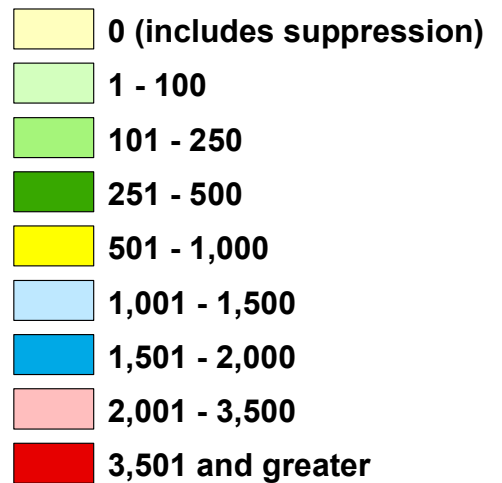 0 (includes suppression)
1 - 100
101 - 250
251 - 500
501 - 1,000
1,001 - 1,500
1,501 - 2,000
2,001 - 3,500
3,501 and greater